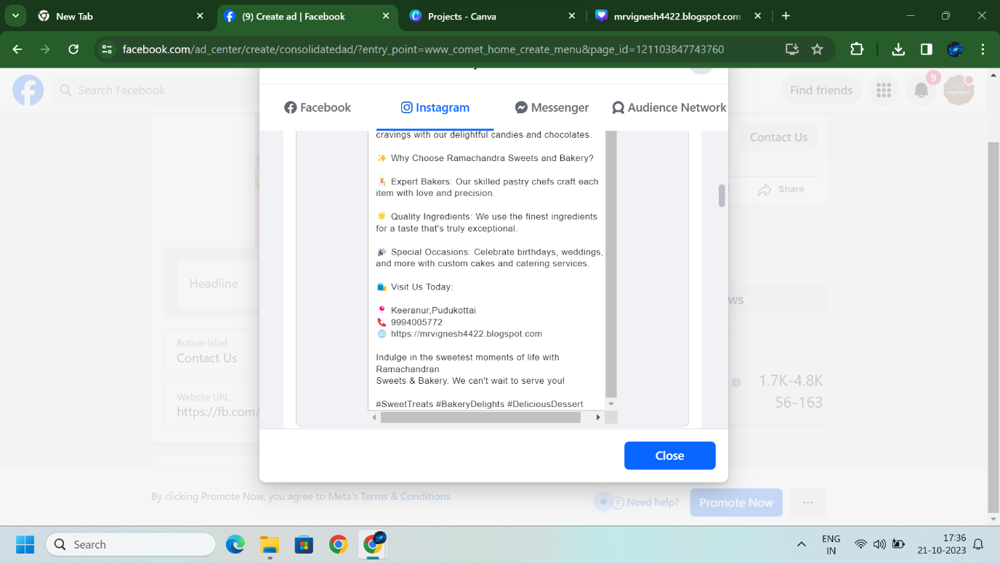 New Tab
(9) Create ad | Facebook
Projects - Canva
mrvignesh4422.blogspot.com
facebook.com/ad_center/create/consolidatedad/?entry_point=www_comet_home_create_menu&page_id=121103847743760
Search Facebook
Find friends
9
Facebook
Instagram
Messenger
Audience Network
Contact Us
Share
cravings with our delightful candies and chocolates.
✨ Why Choose Ramachandra Sweets and Bakery?
Expert Bakers: Our skilled pastry chefs craft each
item with love and precision.
🌟 Quality Ingredients: We use the finest ingredients
for a taste that's truly exceptional.
🎉 Special Occasions: Celebrate birthdays, weddings,
and more with custom cakes and catering services.
🛍️ Visit Us Today:
📍 Keeranur,Pudukottai
📞 9994005772
🌐 https://mrvignesh4422.blogspot.com
Indulge in the sweetest moments of life with
Ramachandran
Sweets & Bakery. We can't wait to serve you!
#SweetTreats #BakeryDelights #DeliciousDessert
Headline
Button label
Contact Us
Website URL
https://fb.com/
ws
1.7K-4.8K
56-163
Close
By clicking Promote Now, you agree to Meta's Terms & Conditions
Need help?
Promote Now
...
Search
ENG
IN
17:36
21-10-2023